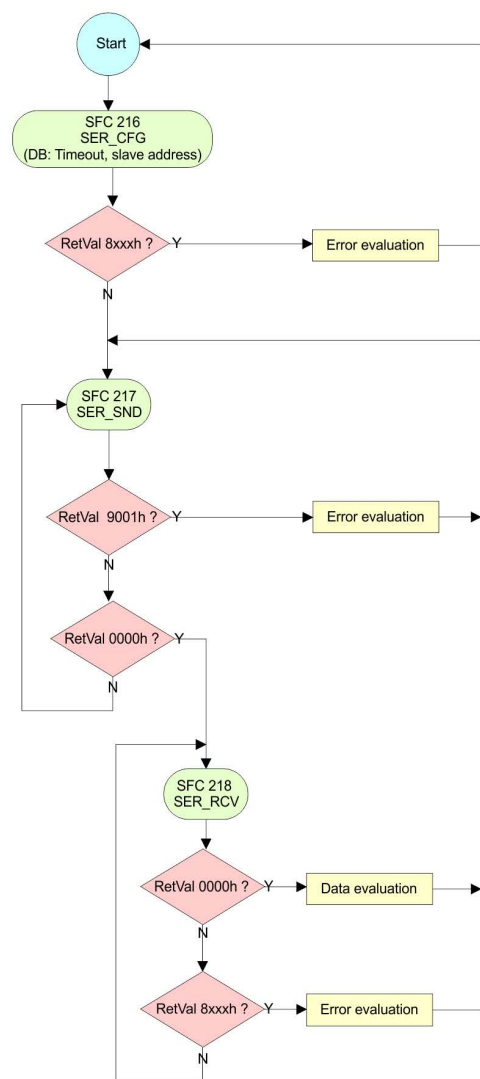 Start
SFC 216
SER_CFG
(DB: Timeout, slave address)
RetVal 8xxxh ?
Y
Error evaluation
N
SFC 217
SER_SND
RetVal  9001h ?
Y
Error evaluation
N
RetVal 0000h ?
Y
N
SFC 218
SER_RCV
RetVal 0000h ?
Y
Data evaluation
N
RetVal 8xxxh ?
Y
Error evaluation
N